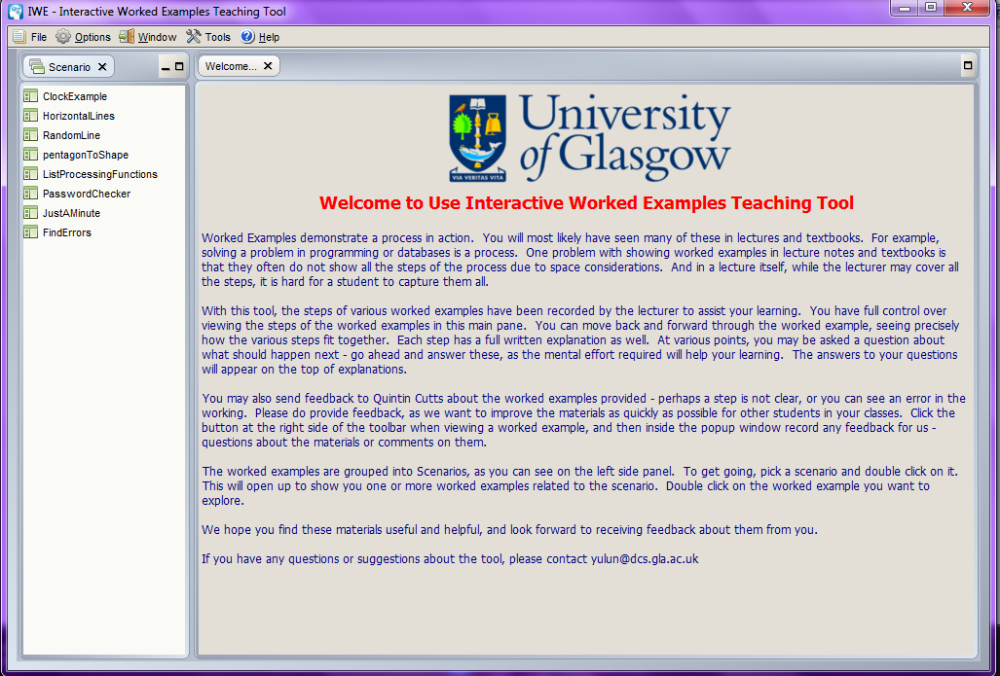 IWE - Interactive Worked Examples Teaching Tool
File Options Window Tools Help
Scenario
Welcome...
ClockExample
HorizontalLines
RandomLine
pentagonToShape
ListProcessingFunctions
PasswordChecker
JustAMinute
FindErrors
University
of Glasgow
VIA VERITAS VITA
Welcome to Use Interactive Worked Examples Teaching Tool
Worked Examples demonstrate a process in action. You will most likely have seen many of these in lectures and textbooks. For example,
solving a problem in programming or databases is a process. One problem with showing worked examples in lecture notes and textbooks is
that they often do not show all the steps of the process due to space considerations. And in a lecture itself, while the lecturer may cover all
the steps, it is hard for a student to capture them all.
With this tool, the steps of various worked examples have been recorded by the lecturer to assist your learning. You have full control over
viewing the steps of the worked examples in this main pane. You can move back and forward through the worked example, seeing precisely
how the various steps fit together. Each step has a full written explanation as well. At various points, you may be asked a question about
what should happen next - go ahead and answer these, as the mental effort required will help your learning. The answers to your questions
will appear on the top of explanations.
You may also send feedback to Quintin Cutts about the worked examples provided - perhaps a step is not clear, or you can see an error in the
working. Please do provide feedback, as we want to improve the materials as quickly as possible for other students in your classes. Click the
button at the right side of the toolbar when viewing a worked example, and then inside the popup window record any feedback for us -
questions about the materials or comments on them.
The worked examples are grouped into Scenarios, as you can see on the left side panel. To get going, pick a scenario and double click on it.
This will open up to show you one or more worked examples related to the scenario. Double click on the worked example you want to
explore.
We hope you find these materials useful and helpful, and look forward to receiving feedback about them from you.
If you have any questions or suggestions about the tool, please contact yulun@dcs.gla.ac.uk